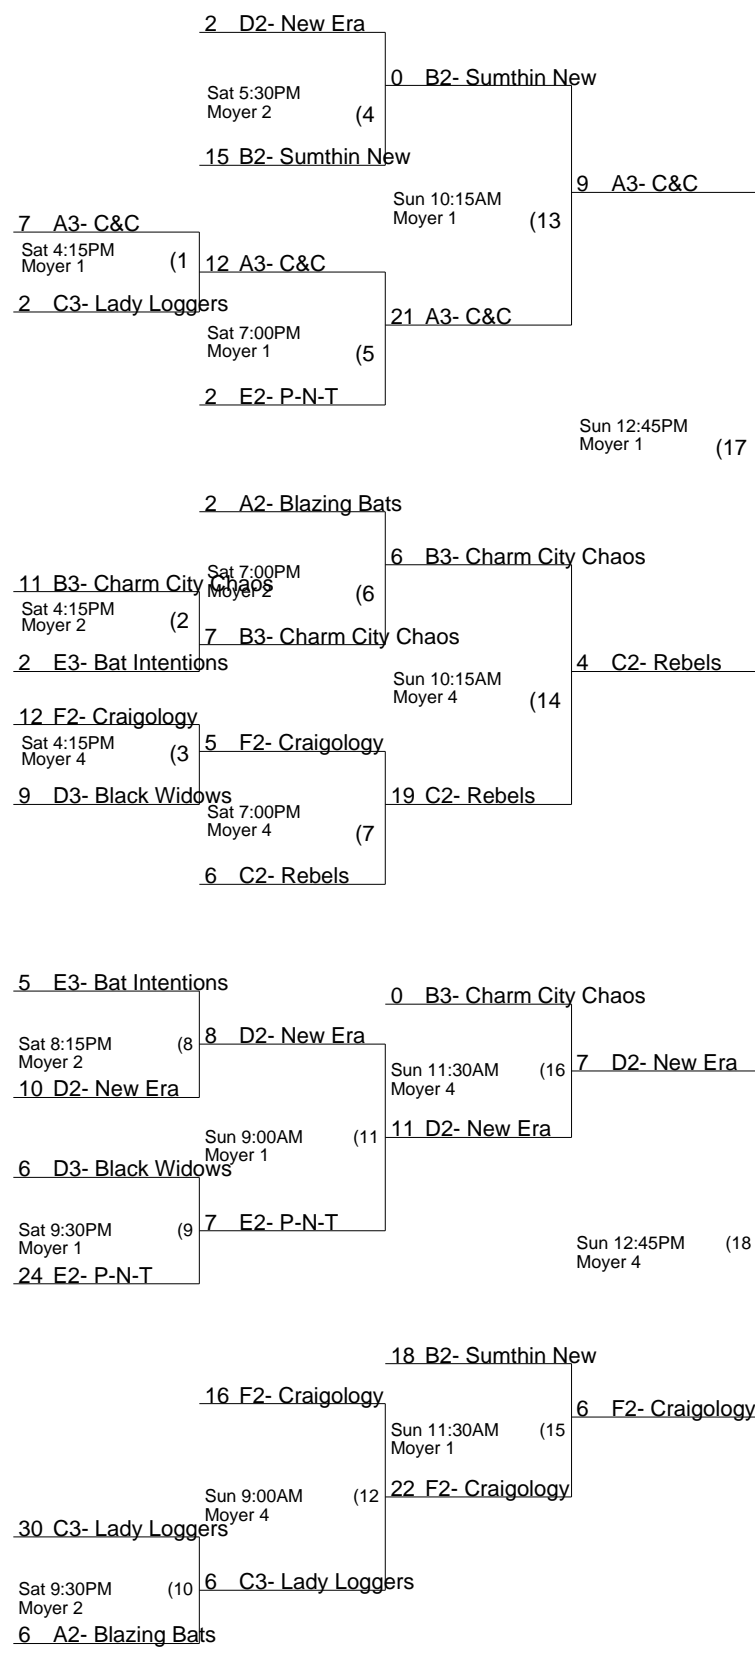 2 D2- New Era
0 B2- Sumthin New
Sat 5:30PM
Moyer 2 (4
15 B2- Sumthin New
9 A3- C&C
Sun 10:15AM
Moyer 1 (13
7 A3- C&C
Sat 4:15PM
Moyer 1 (1
12 A3- C&C
2 C3- Lady Loggers
21 A3- C&C
Sat 7:00PM
Moyer 1 (5
2 E2- P-N-T
Sun 12:45PM
Moyer 1 (17
2 A2- Blazing Bats
6 B3- Charm City Chaos
11 B3- Charm City Chaos
Sat 7:00PM
Moyer 2 (6
Sat 4:15PM
Moyer 2 (2
7 B3- Charm City Chaos
2 E3- Bat Intentions
4 C2- Rebels
Sun 10:15AM
Moyer 4 (14
12 F2- Craigology
Sat 4:15PM
Moyer 4 (3
5 F2- Craigology
9 D3- Black Widows
19 C2- Rebels
Sat 7:00PM
Moyer 4 (7
6 C2- Rebels
5 E3- Bat Intentions
0 B3- Charm City Chaos
Sat 8:15PM (8
Moyer 2
8 D2- New Era
10 D2- New Era
Sun 11:30AM (16
Moyer 4
7 D2- New Era
11 D2- New Era
Sun 9:00AM (11
Moyer 1
6 D3- Black Widows
Sat 9:30PM (9
Moyer 1
7 E2- P-N-T
24 E2- P-N-T
Sun 12:45PM (18
Moyer 4
18 B2- Sumthin New
16 F2- Craigology
6 F2- Craigology
Sun 11:30AM (15
Moyer 1
22 F2- Craigology
Sun 9:00AM (12
Moyer 4
30 C3- Lady Loggers
Sat 9:30PM (10
Moyer 2
6 C3- Lady Loggers
6 A2- Blazing Bats